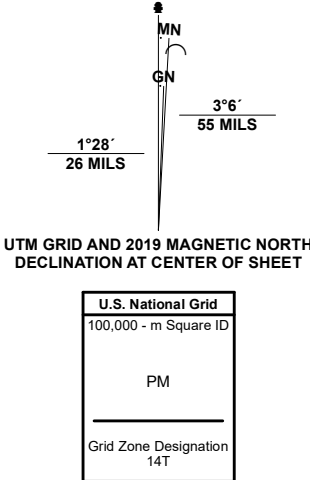 MN
GN
3°6´
55 MILS
1°28´
26 MILS
UTM GRID AND 2019 MAGNETIC NORTH
DECLINATION AT CENTER OF SHEET
U.S. National Grid
100,000 - m Square ID
PM
Grid Zone Designation
14T